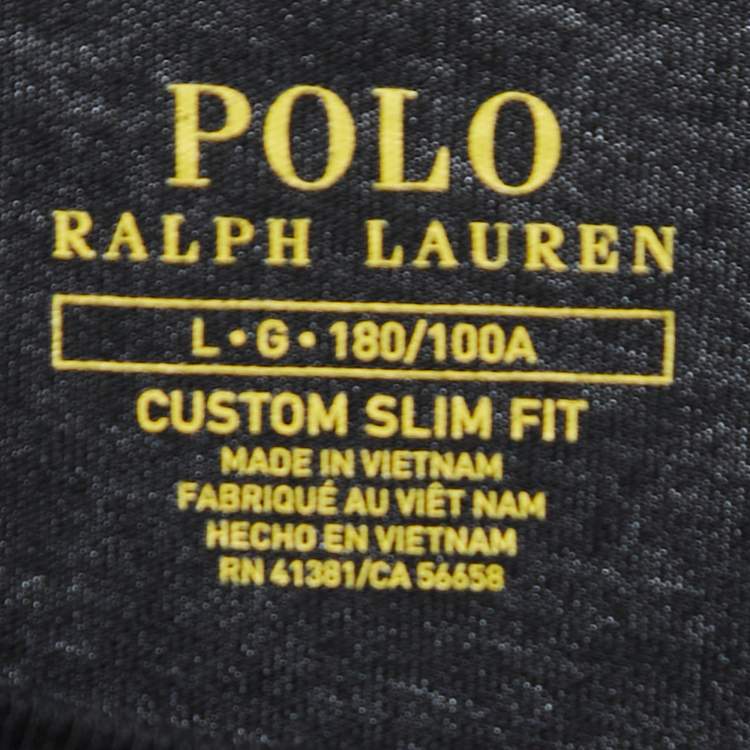 POLO
RALPH LAUREN
L • G • 180/100A
CUSTOM SLIM FIT
MADE IN VIETNAM
FABRIQUÉ AU VIÊT NAM
HECHO EN VIETNAM
RN 41381/CA 56658